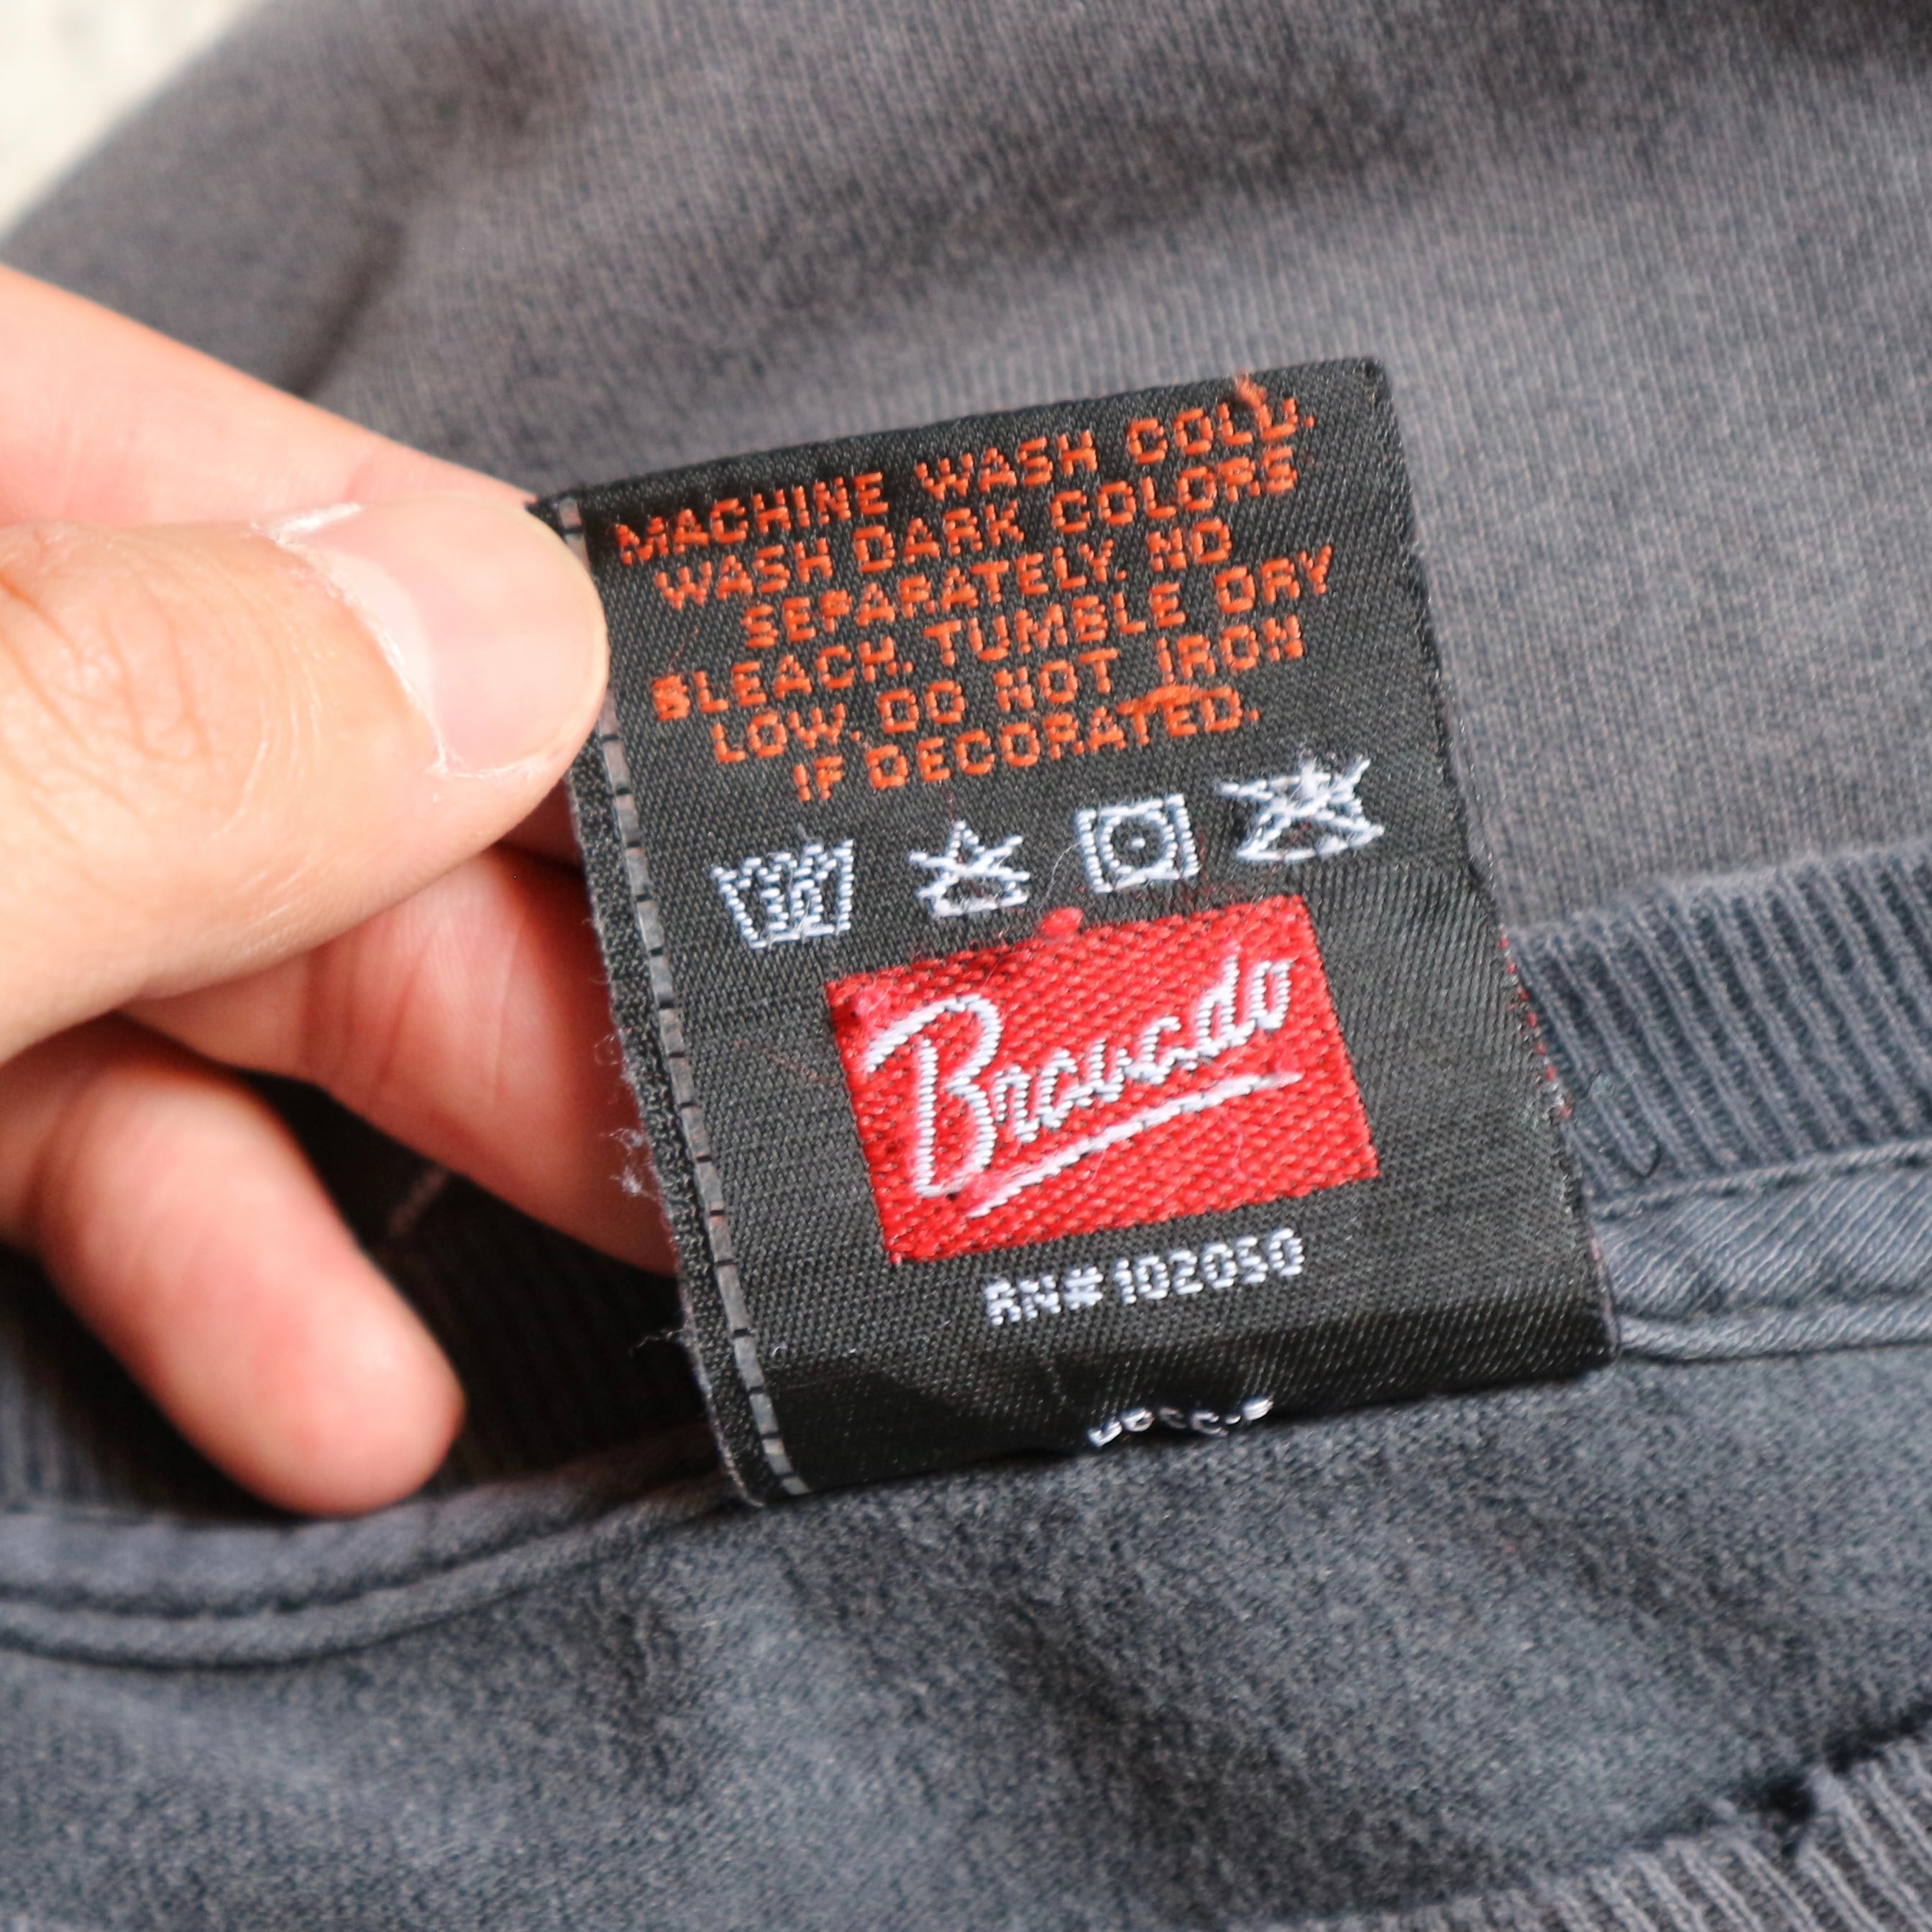 MACHINE WASH COLD.
WASH DARK COLORS
SEPARATELY. NO
BLEACH. TUMBLE DRY
LOW. DO NOT IRON
IF DECORATED.
Bravado
RN# 102050